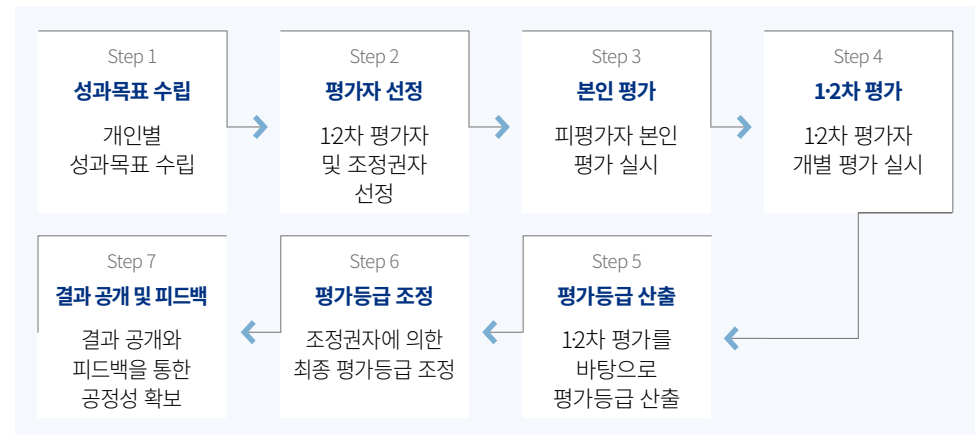 Step 1
성과목표 수립
개인별
성과목표 수립
Step 2
평가자 선정
1·2차 평가자
및 조정권자
선정
Step 3
본인 평가
피평가자 본인
평가 실시
Step 4
1·2차 평가
1·2차 평가자
개별 평가 실시
Step 5
평가등급 산출
1·2차 평가를
바탕으로
평가등급 산출
Step 6
평가등급 조정
조정권자에 의한
최종 평가등급 조정
Step 7
결과 공개 및 피드백
결과 공개와
피드백을 통한
공정성 확보